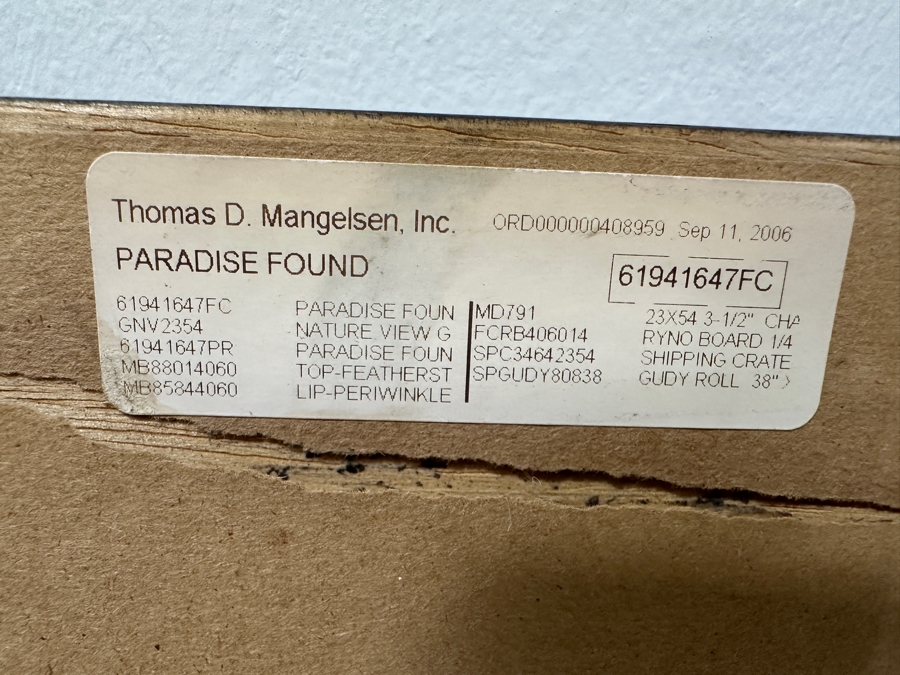 Thomas D. Mangelsen, Inc. ORD000000408959 Sep 11, 2006
PARADISE FOUND
61941647FC
61941647FC PARADISE FOUN MD791 23X54 3-1/2" CHA
GNV2354 NATURE VIEW G FCRB406014 RYNO BOARD 1/4
61941647PR PARADISE FOUN SPC34642354 SHIPPING CRATE
MB88014060 TOP-FEATHERST SPGUDY80838 GUDY ROLL 38"
MB85844060 LIP-PERIWINKLE